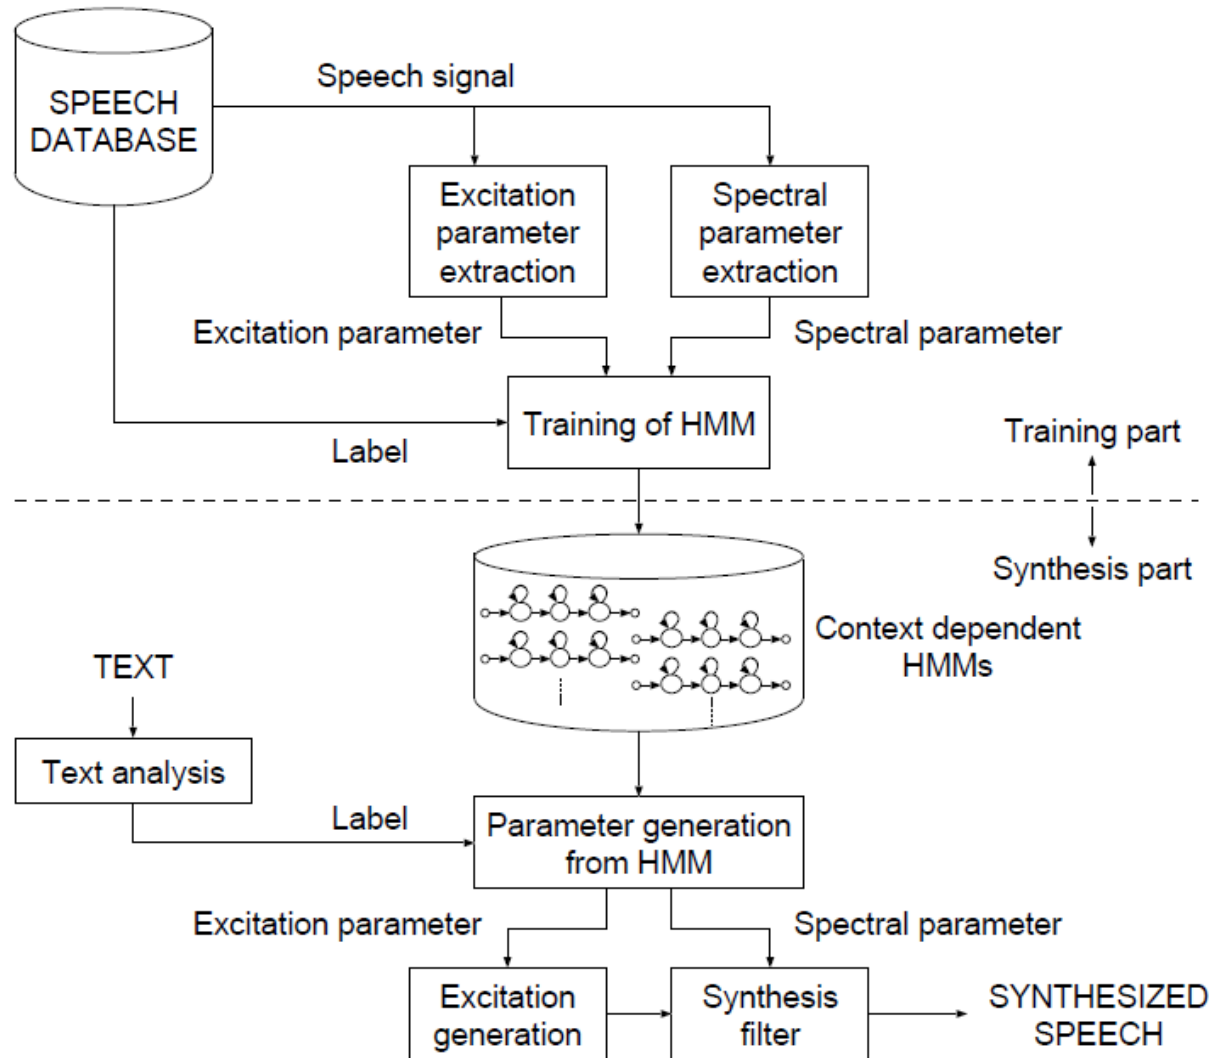 Speech signal
SPEECH
DATABASE
Excitation
parameter
extraction
Spectral
parameter
extraction
Excitation parameter
Spectral parameter
Training of HMM
Label
Training part
Synthesis part
Context dependent
HMMs
TEXT
Text analysis
Label
Parameter generation
from HMM
Excitation parameter
Spectral parameter
Excitation
generation
Synthesis
filter
SYNTHESIZED
SPEECH